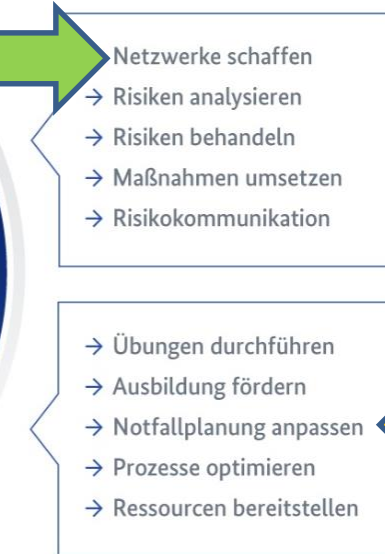 Netzwerke schaffen
→ Risiken analysieren
→ Risiken behandeln
→ Maßnahmen umsetzen
→ Risikokommunikation
→ Übungen durchführen
→ Ausbildung fördern
→ Notfallplanung anpassen
→ Prozesse optimieren
→ Ressourcen bereitstellen